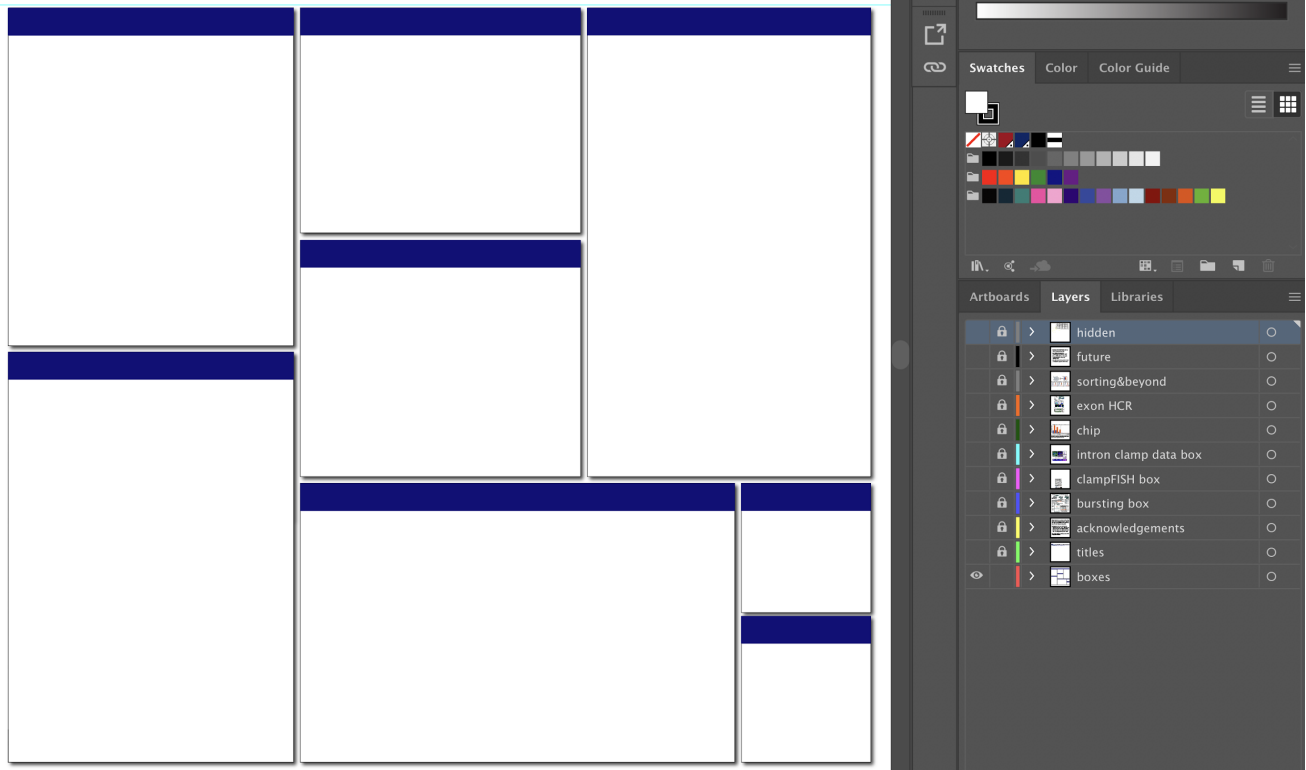 Swatches Color Color Guide
Artboards Layers Libraries
hidden
future
sorting&beyond
exon HCR
chip
intron clamp data box
clampFISH box
bursting box
acknowledgements
titles
boxes